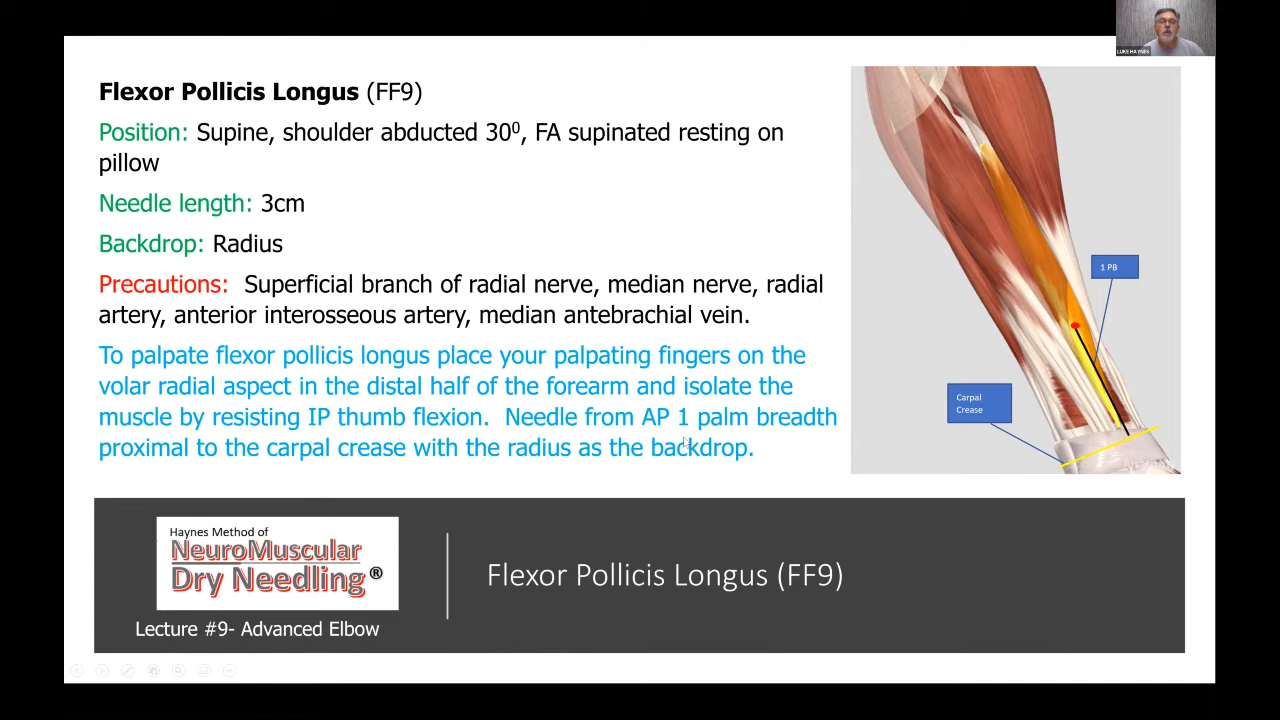 LUKE HAYNES
Flexor Pollicis Longus (FF9)
Position: Supine, shoulder abducted 30⁰, FA supinated resting on
pillow
Needle length: 3cm
Backdrop: Radius
Precautions: Superficial branch of radial nerve, median nerve, radial
artery, anterior interosseous artery, median antebrachial vein.
To palpate flexor pollicis longus place your palpating fingers on the
volar radial aspect in the distal half of the forearm and isolate the
muscle by resisting IP thumb flexion. Needle from AP 1 palm breadth
proximal to the carpal crease with the radius as the backdrop.
1 PB
Carpal
Crease
Haynes Method of
NeuroMuscular
Dry Needling®
Lecture #9- Advanced Elbow
Flexor Pollicis Longus (FF9)